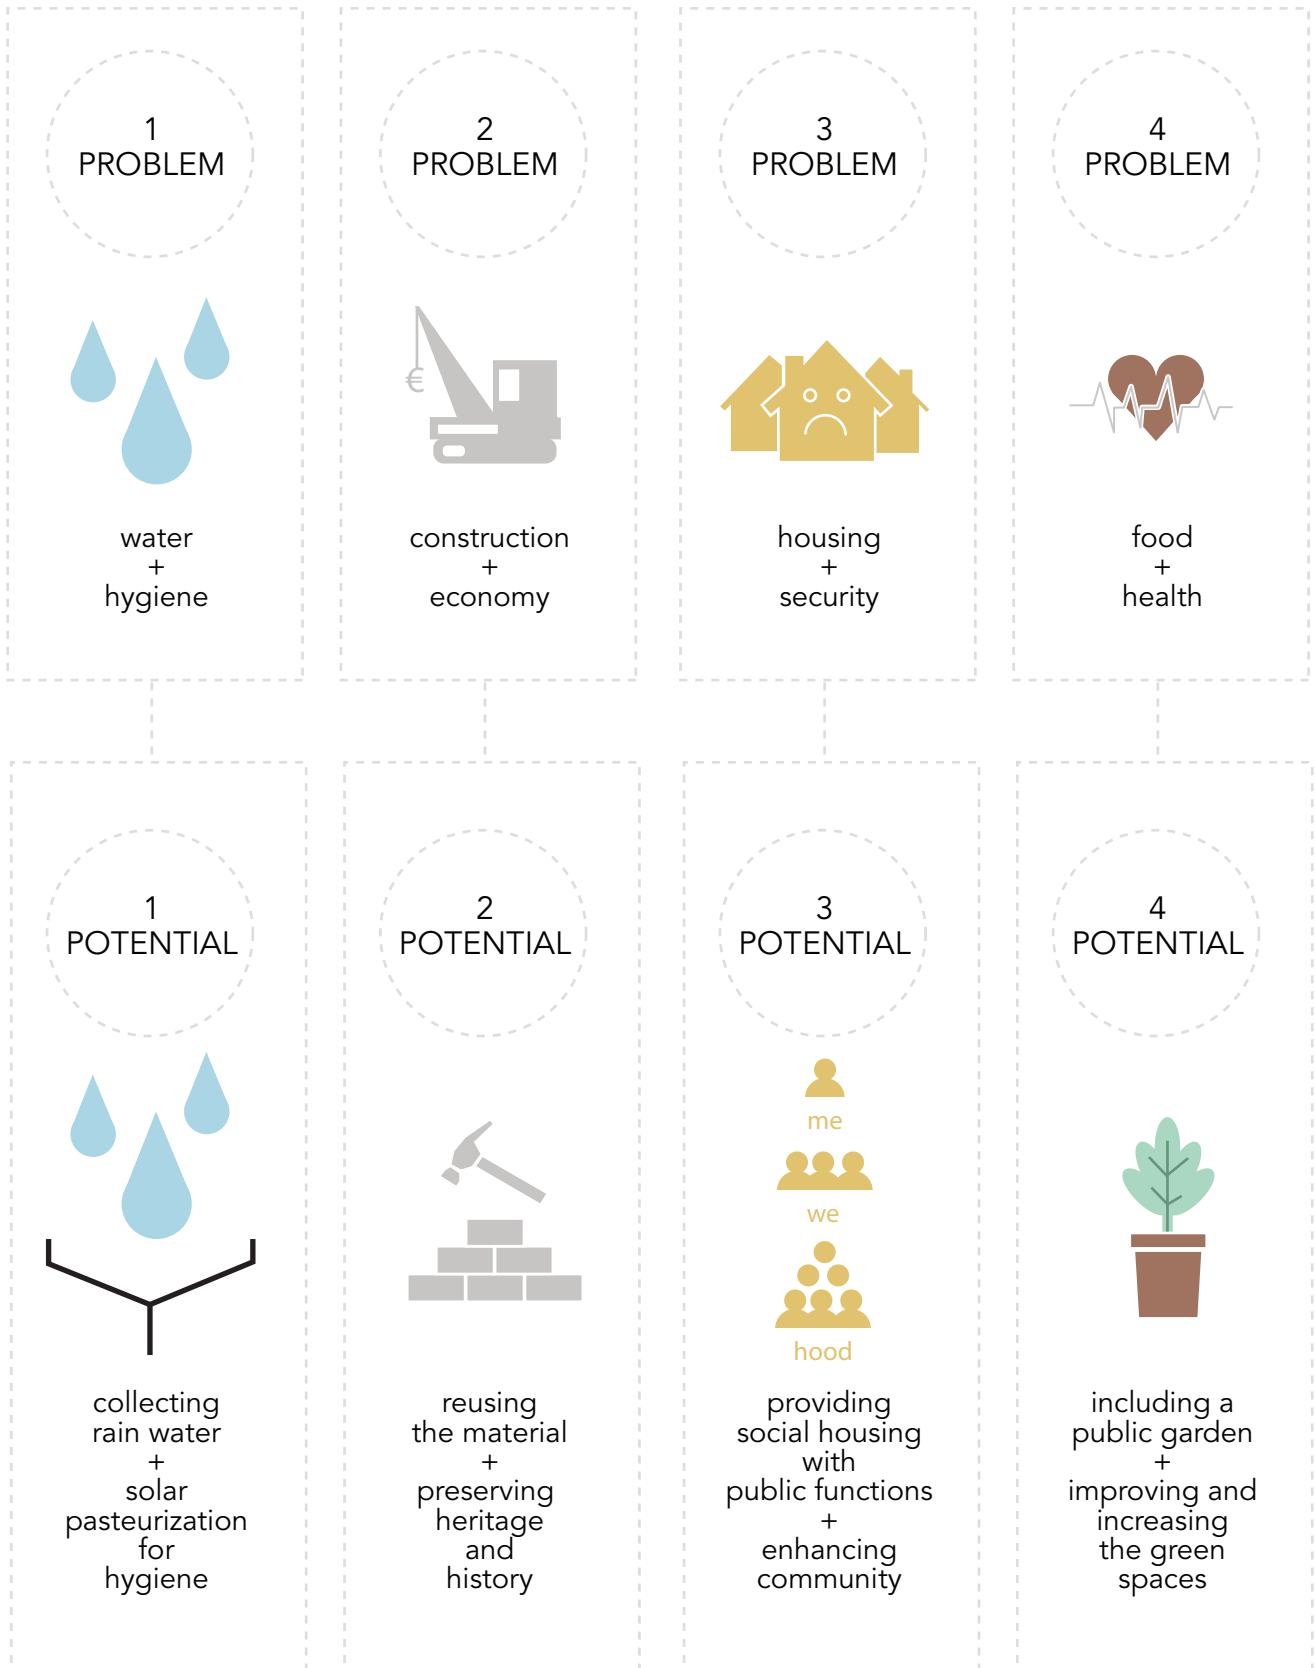 1
PROBLEM
water
+
hygiene
2
PROBLEM
€
construction
+
economy
3
PROBLEM
housing
+
security
4
PROBLEM
food
+
health
1
POTENTIAL
collecting
rain water
+
solar
pasteurization
for
hygiene
2
POTENTIAL
reusing
the material
+
preserving
heritage
and
history
3
POTENTIAL
me
we
hood
providing
social housing
with
public functions
+
enhancing
community
4
POTENTIAL
including a
public garden
+
improving and
increasing
the green
spaces